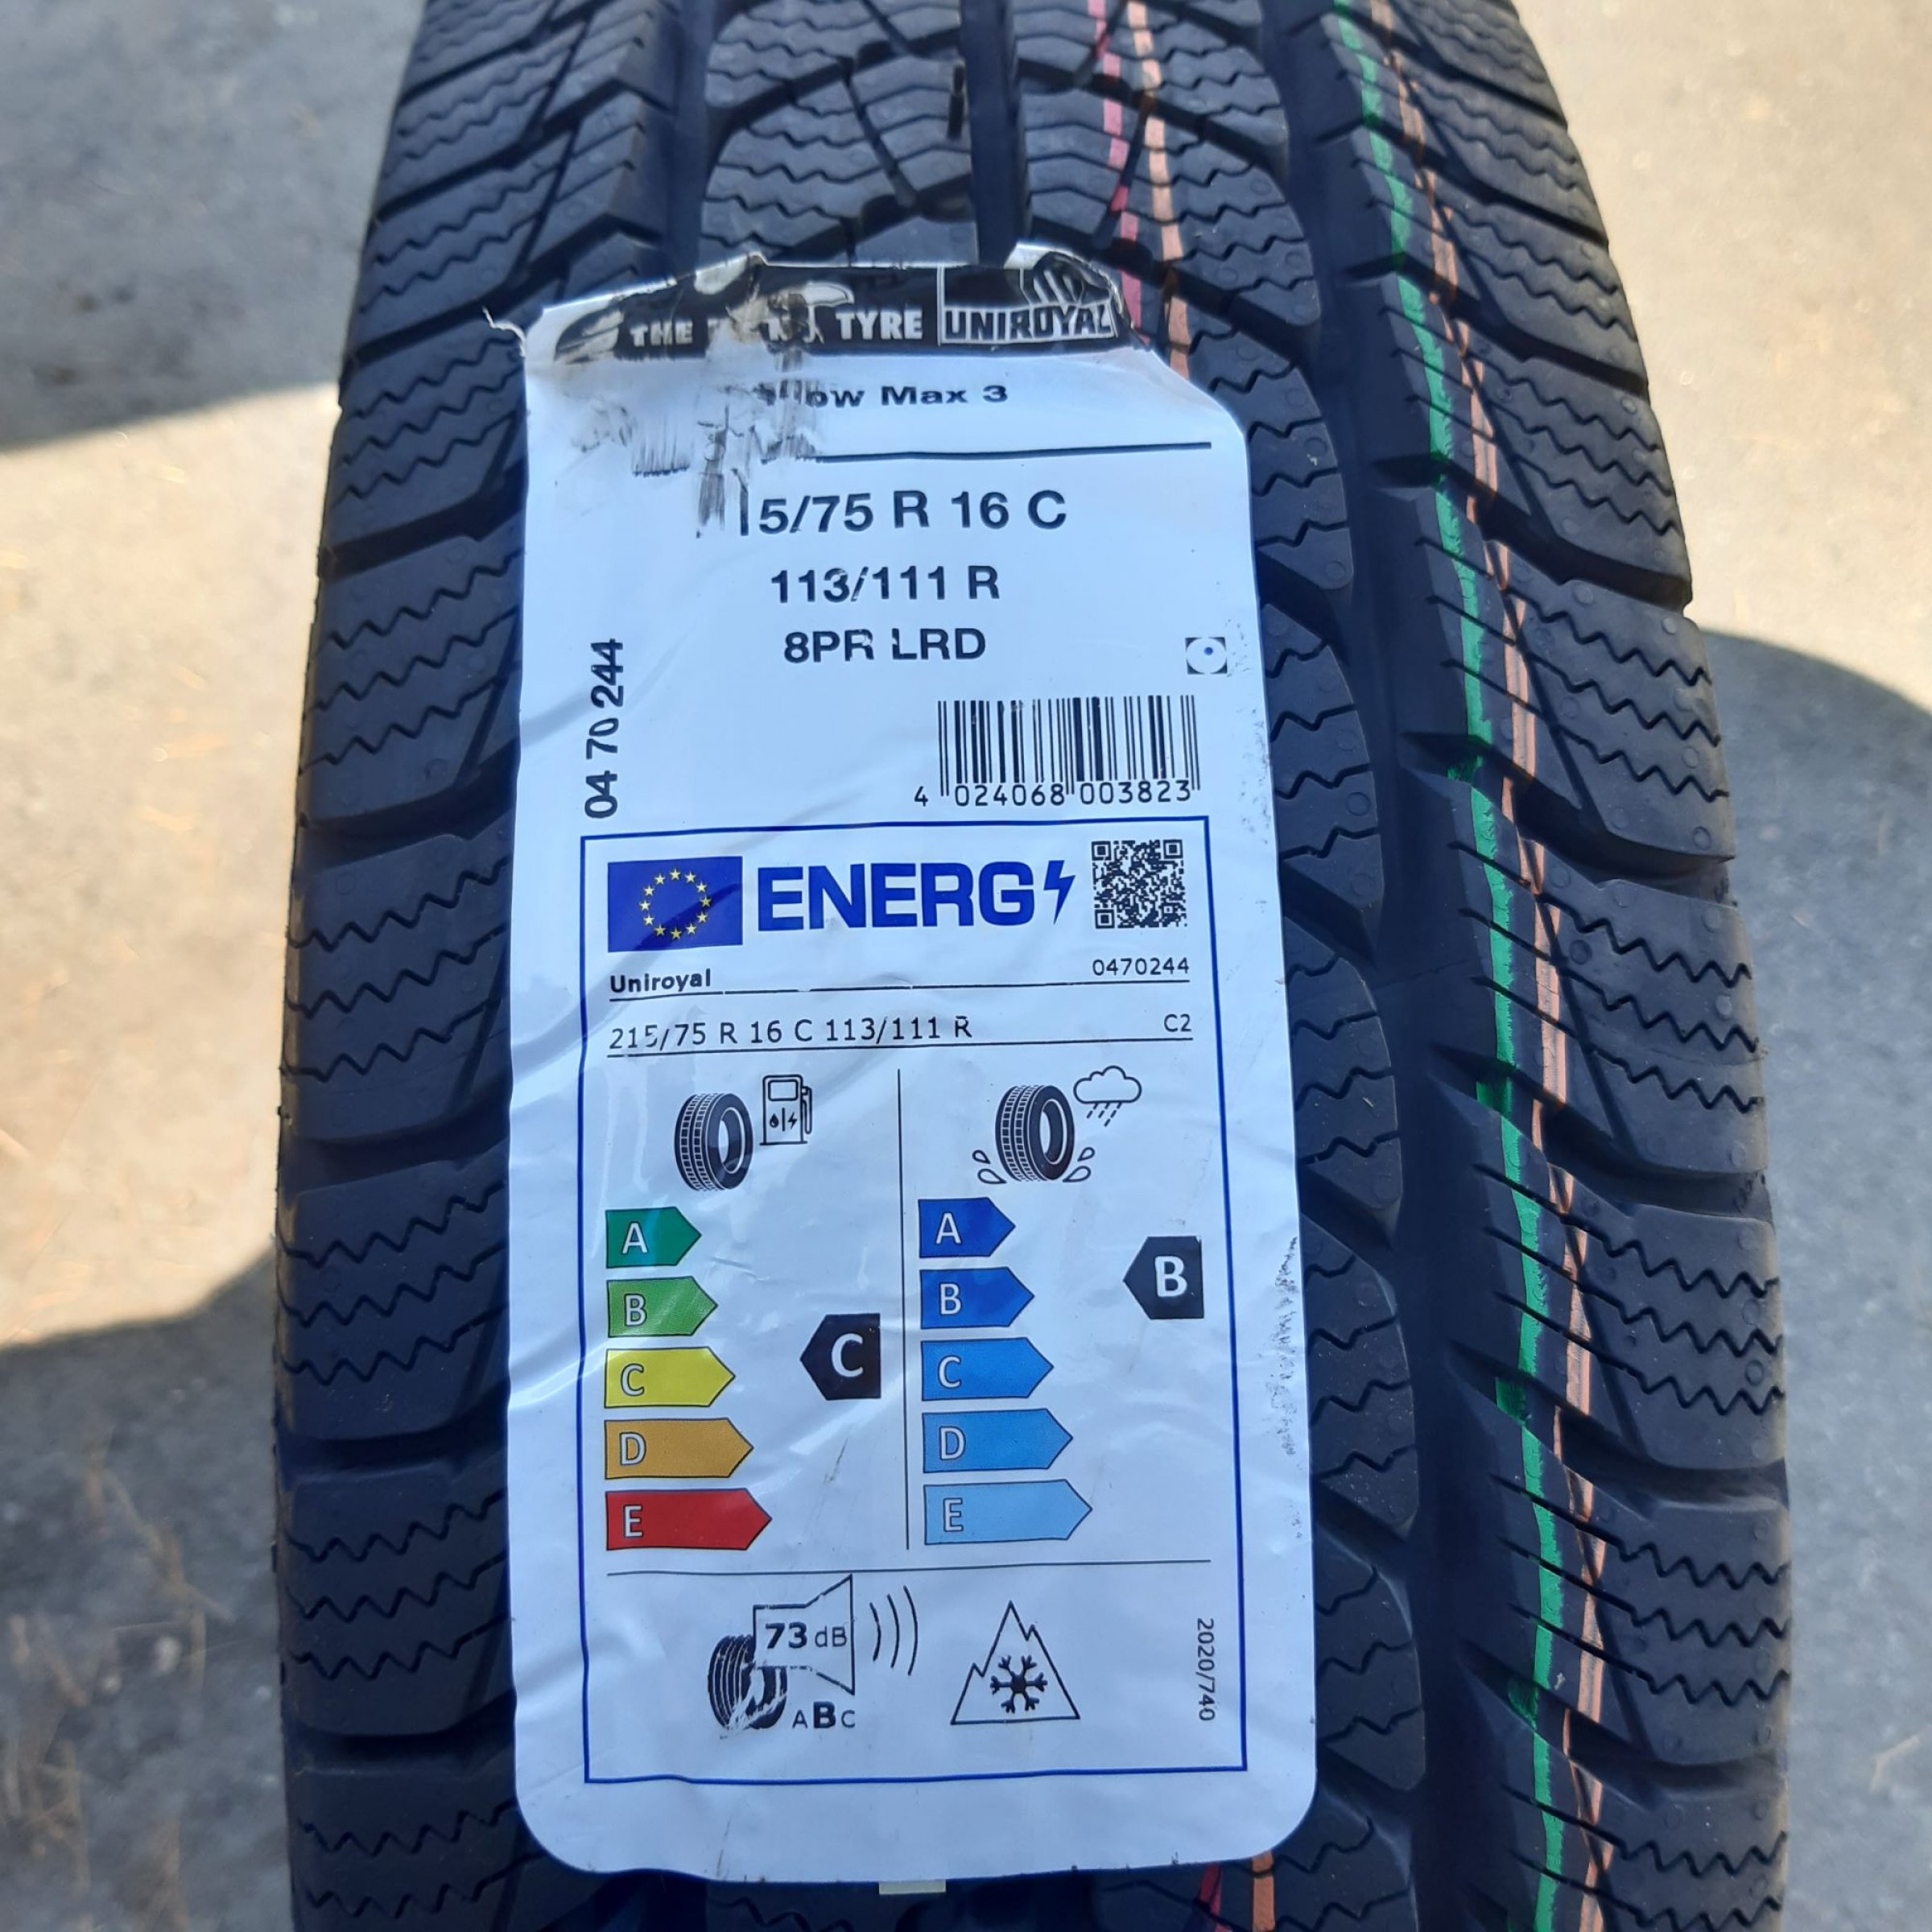 THE TYRE UNIROYAL
Max 3
5/75 R 16 C
113/111 R
8PR LRD
04 70 244
4 024068 003823
ENERG
Uniroyal 0470244
215/75 R 16 C 113/111 R C2
A A
B B B
C C C
D D
E E
73 dB
ABC
2020/740